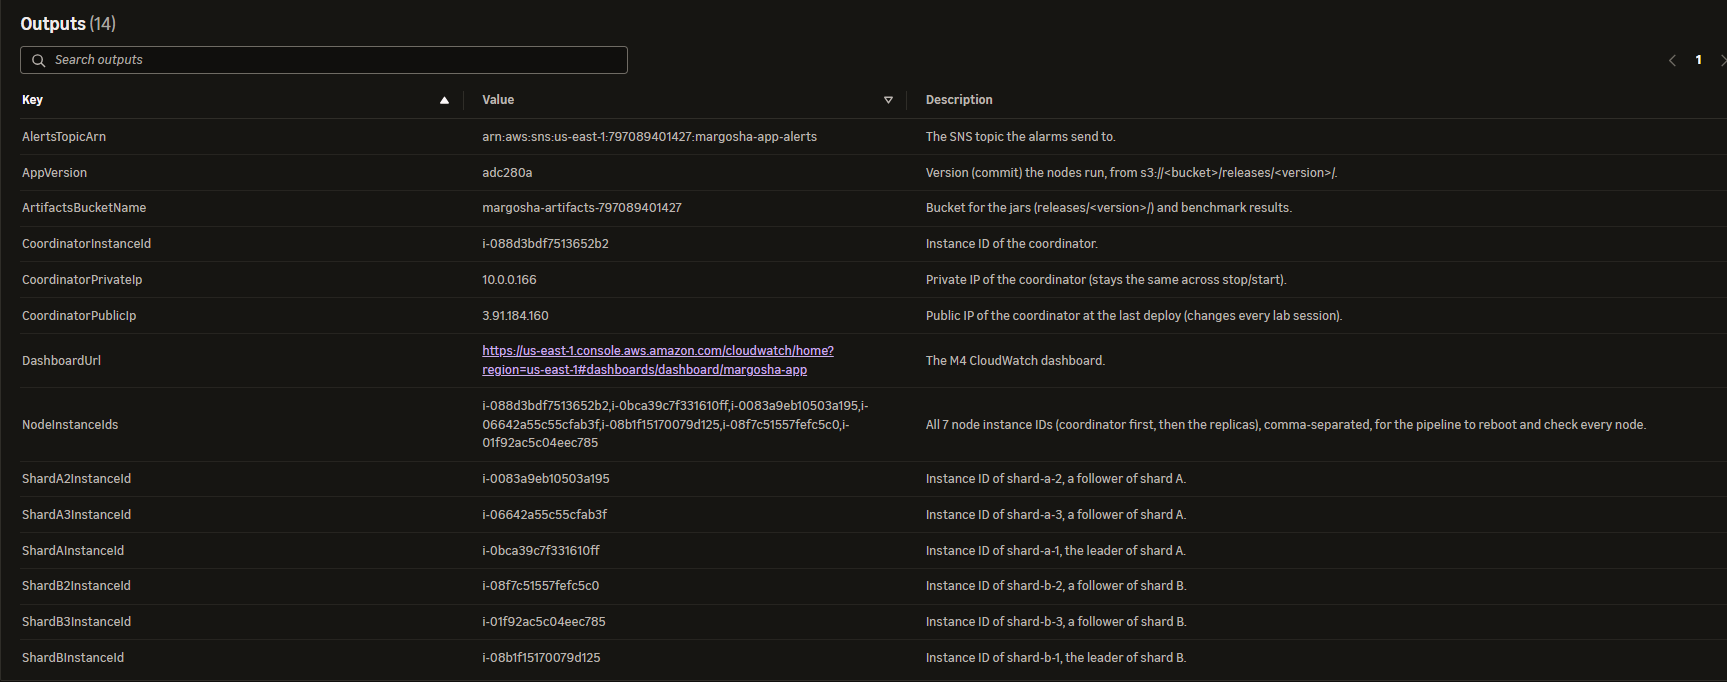 Outputs (14)
Search outputs
1
Key Value Description
AlertsTopicArn arn:aws:sns:us-east-1:797089401427:margosha-app-alerts The SNS topic the alarms send to.
AppVersion adc280a Version (commit) the nodes run, from s3://<bucket>/releases/<version>/.
ArtifactsBucketName margosha-artifacts-797089401427 Bucket for the jars (releases/<version>/) and benchmark results.
CoordinatorInstanceId i-088d3bdf7513652b2 Instance ID of the coordinator.
CoordinatorPrivateIp 10.0.0.166 Private IP of the coordinator (stays the same across stop/start).
CoordinatorPublicIp 3.91.184.160 Public IP of the coordinator at the last deploy (changes every lab session).
DashboardUrl https://us-east-1.console.aws.amazon.com/cloudwatch/home?
region=us-east-1#dashboards/dashboard/margosha-app The M4 CloudWatch dashboard.
NodeInstanceIds i-088d3bdf7513652b2,i-0bca39c7f331610ff,i-0083a9eb10503a195,i-
06642a55c55cfab3f,i-08b1f15170079d125,i-08f7c51557fefc5c0,i-
01f92ac5c04eec785 All 7 node instance IDs (coordinator first, then the replicas), comma-separated, for the pipeline to reboot and check every node.
ShardA2InstanceId i-0083a9eb10503a195 Instance ID of shard-a-2, a follower of shard A.
ShardA3InstanceId i-06642a55c55cfab3f Instance ID of shard-a-3, a follower of shard A.
ShardAInstanceId i-0bca39c7f331610ff Instance ID of shard-a-1, the leader of shard A.
ShardB2InstanceId i-08f7c51557fefc5c0 Instance ID of shard-b-2, a follower of shard B.
ShardB3InstanceId i-01f92ac5c04eec785 Instance ID of shard-b-3, a follower of shard B.
ShardBInstanceId i-08b1f15170079d125 Instance ID of shard-b-1, the leader of shard B.